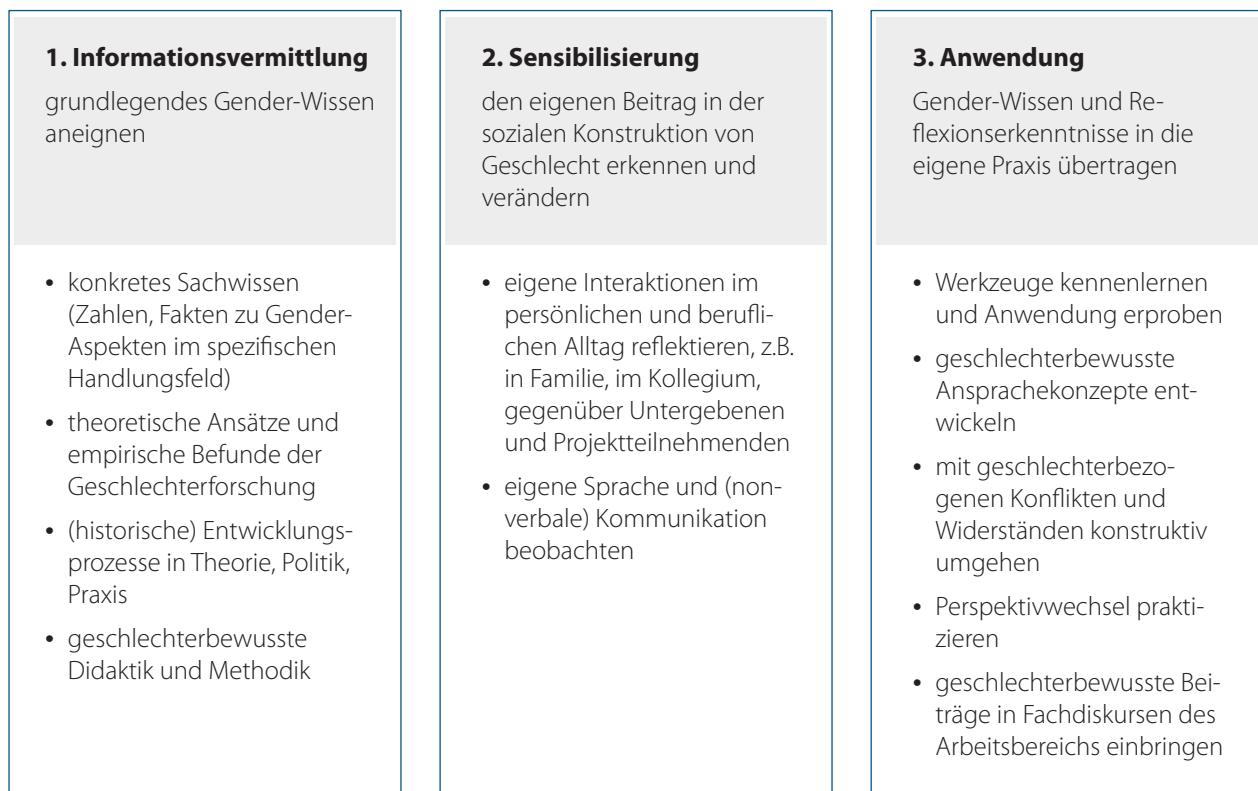 1. Informationsvermittlung
grundlegendes Gender-Wissen
aneignen
• konkretes Sachwissen
(Zahlen, Fakten zu Gender-
Aspekten im spezifischen
Handlungsfeld)
• theoretische Ansätze und
empirische Befunde der
Geschlechterforschung
• (historische) Entwicklungs-
prozesse in Theorie, Politik,
Praxis
• geschlechterbewusste
Didaktik und Methodik
2. Sensibilisierung
den eigenen Beitrag in der
sozialen Konstruktion von
Geschlecht erkennen und
verändern
• eigene Interaktionen im
persönlichen und berufli-
chen Alltag reflektieren, z.B.
in Familie, im Kollegium,
gegenüber Untergebenen
und Projektteilnehmenden
• eigene Sprache und (non-
verbale) Kommunikation
beobachten
3. Anwendung
Gender-Wissen und Re-
flexionserkenntnisse in die
eigene Praxis übertragen
• Werkzeuge kennenlernen
und Anwendung erproben
• geschlechterbewusste
Ansprachekonzepte ent-
wickeln
• mit geschlechterbezo-
genen Konflikten und
Widerständen konstruktiv
umgehen
• Perspektivwechsel prakti-
zieren
• geschlechterbewusste Bei-
träge in Fachdiskursen des
Arbeitsbereichs einbringen